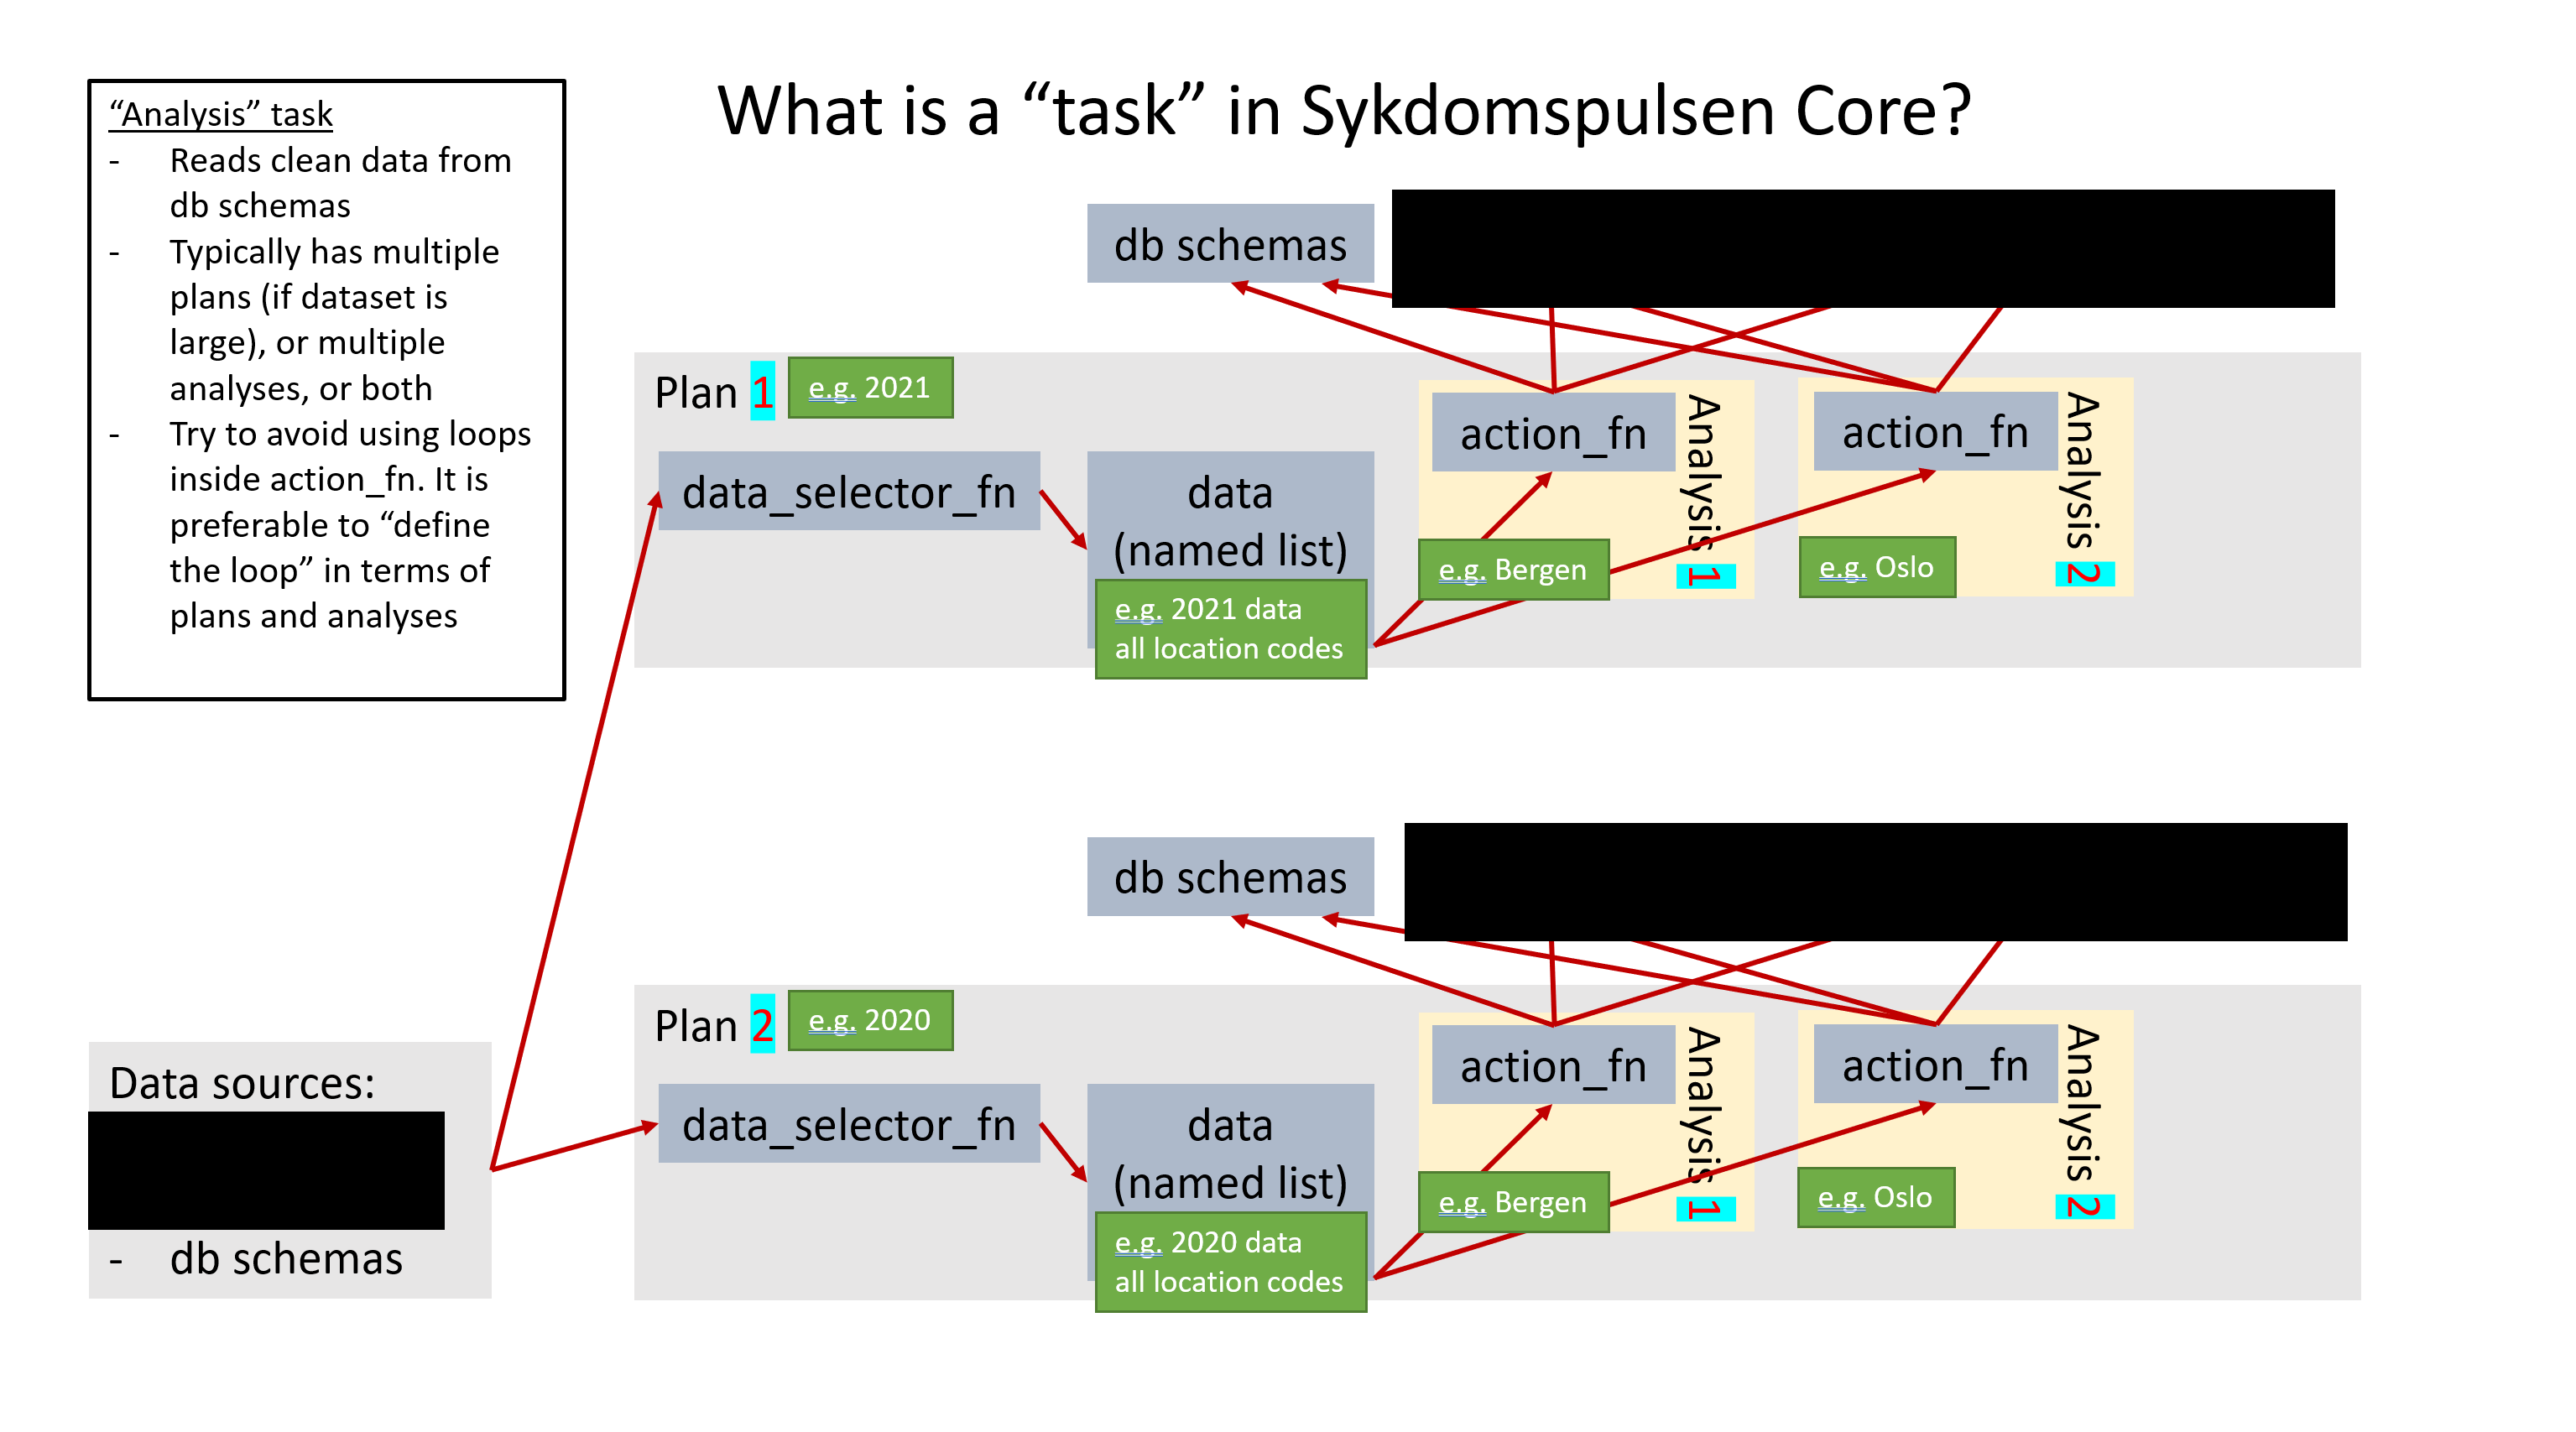 What is a “task” in Sykdomspulsen Core?
“Analysis” task
- Reads clean data from
db schemas
- Typically has multiple
plans (if dataset is
large), or multiple
analyses, or both
- Try to avoid using loops
inside action_fn. It is
preferable to “define
the loop” in terms of
plans and analyses
db schemas
Plan 1
e.g. 2021
data_selector_fn
data
(named list)
e.g. 2021 data
all location codes
action_fn
Analysis 1
e.g. Bergen
action_fn
Analysis 2
e.g. Oslo
db schemas
Plan 2
e.g. 2020
data_selector_fn
data
(named list)
e.g. 2020 data
all location codes
action_fn
Analysis 1
e.g. Bergen
action_fn
Analysis 2
e.g. Oslo
Data sources:
- db schemas